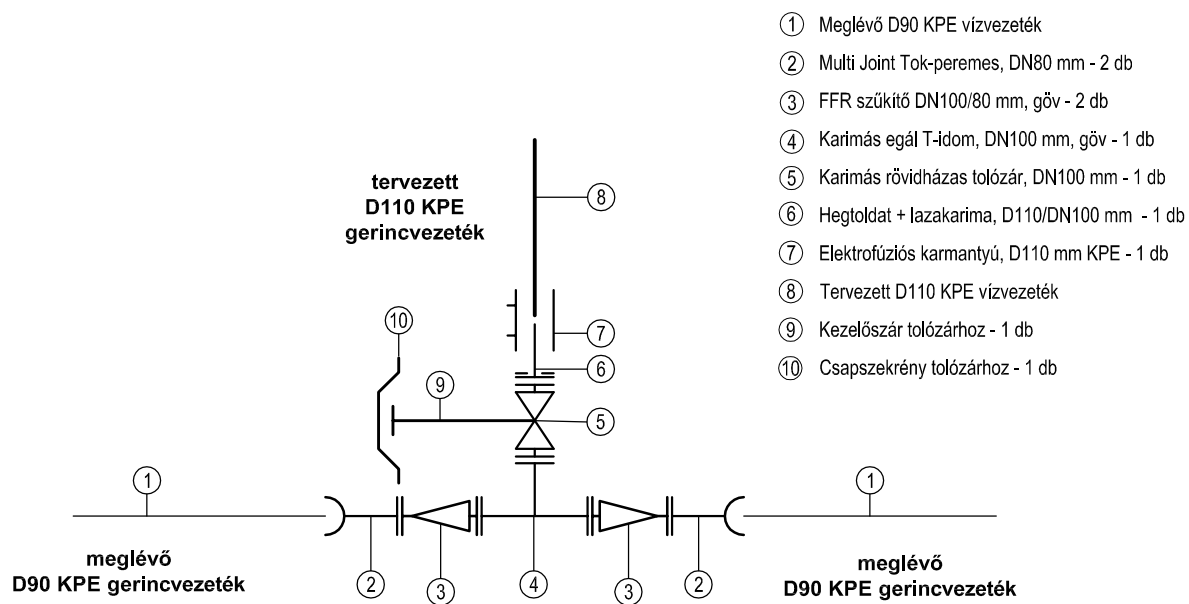 1 Meglévő D90 KPE vízvezeték
2 Multi Joint Tok-peremes, DN80 mm - 2 db
3 FFR szűkítő DN100/80 mm, göv - 2 db
4 Karimás egál T-idom, DN100 mm, göv - 1 db
5 Karimás rövidházas tolózár, DN100 mm - 1 db
6 Hegtoldat + lazakarima, D110/DN100 mm - 1 db
7 Elektrofúziós karmantyú, D110 mm KPE - 1 db
8 Tervezett D110 KPE vízvezeték
9 Kezelőszár tolózárhoz - 1 db
10 Csapszekrény tolózárhoz - 1 db
tervezett
D110 KPE
gerincvezeték
8
10
7
6
9
5
1
1
meglévő
D90 KPE gerincvezeték
2
3
4
3
2
meglévő
D90 KPE gerincvezeték